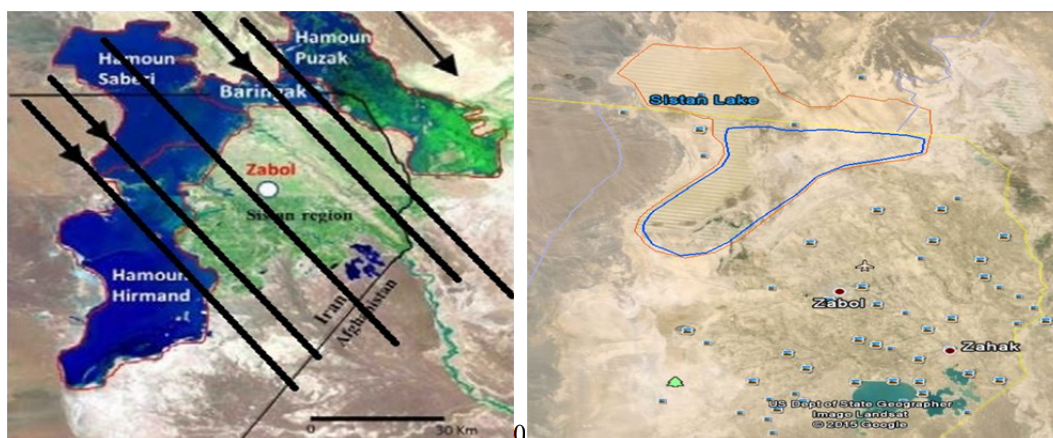 Hamoun
Saberi
Hamoun
Puzak
Baringak
Zabol
Sistan region
Hamoun
Hirmand
Iran
Afghanistan
0 30 Km
0
Sistan Lake
Zabol
Zahak
US Dept of State Geographer
Image Landsat
© 2015 Google